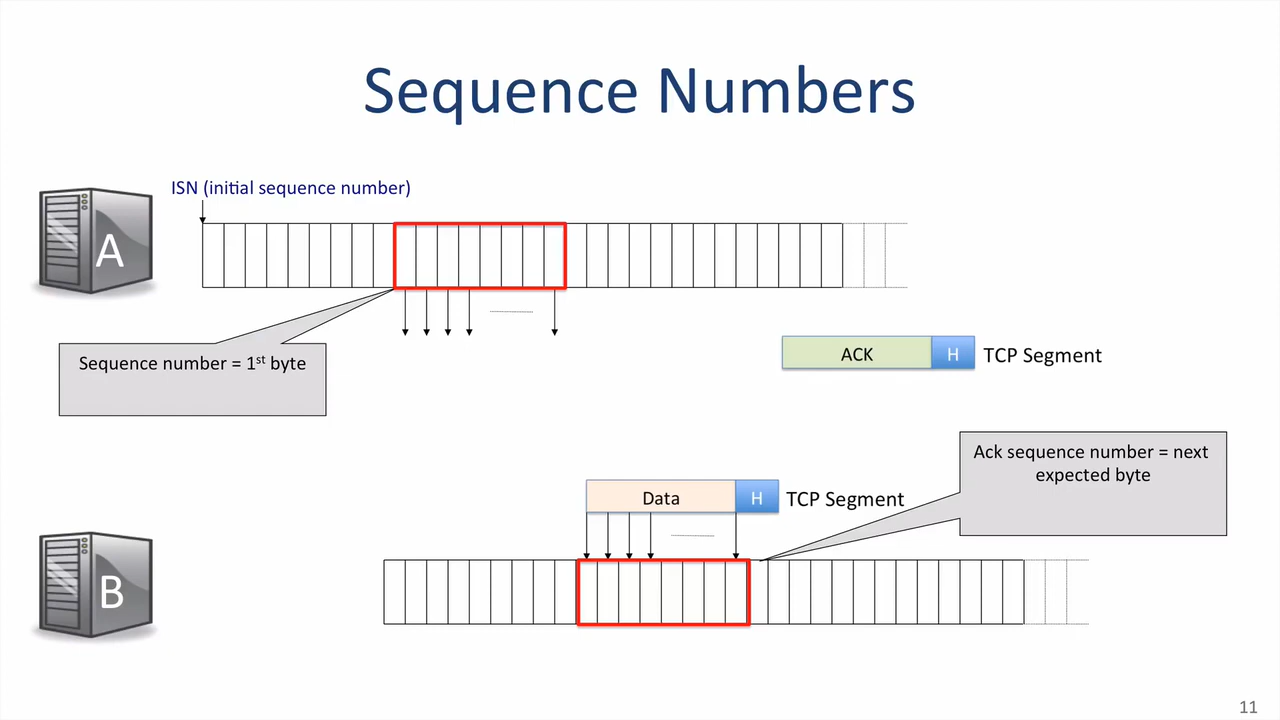 Sequence Numbers
ISN (initial sequence number)
A
Sequence number = 1st byte
ACK
H
TCP Segment
Ack sequence number = next
expected byte
Data
H
TCP Segment
B
11